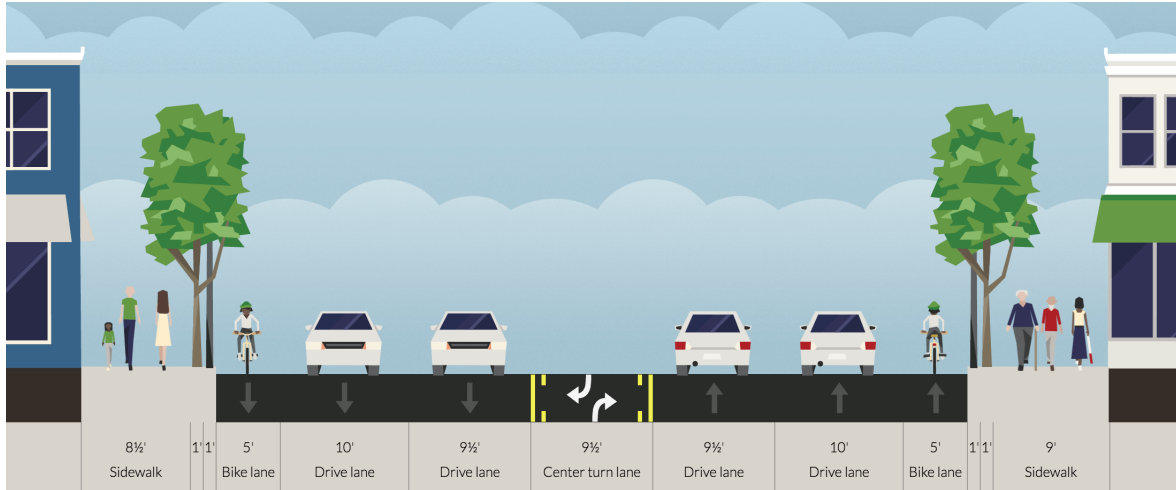 8½' 1' 1' 5' 10' 9½' 9½' 9½' 10' 5' 1' 1' 9'
Sidewalk Bike lane Drive lane Drive lane Center turn lane Drive lane Drive lane Bike lane Sidewalk